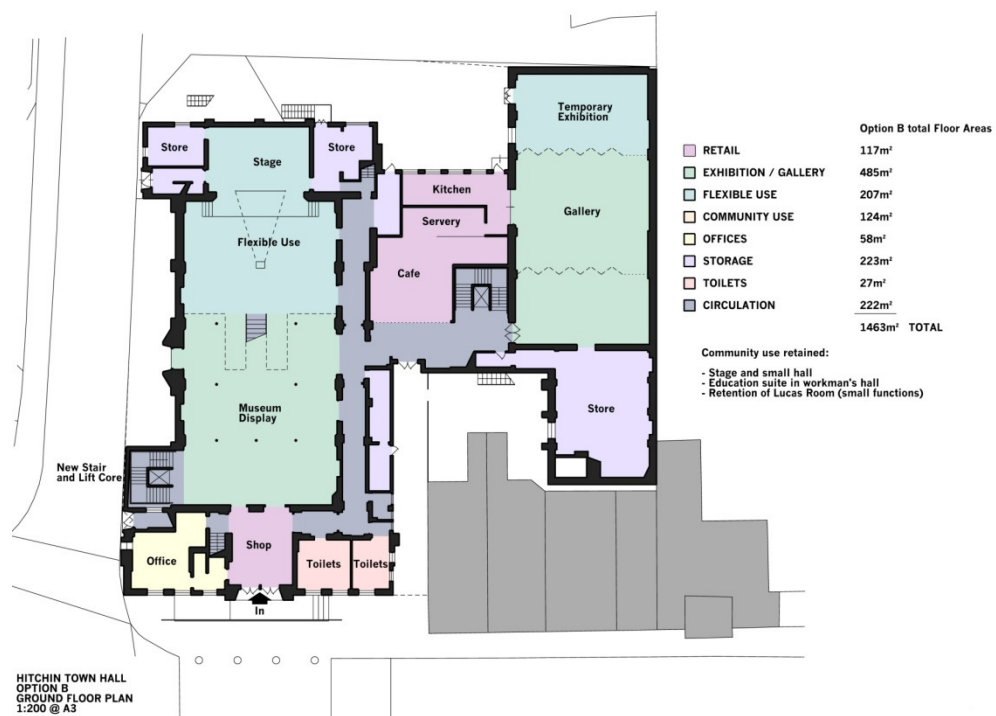 Temporary
Exhibition
Store
Stage
Store
Kitchen
Servery
Gallery
Flexible Use
Cafe
Museum
Display
Store
New Stair
and Lift Core
Office
Shop
Toilets
Toilets
In
Option B total Floor Areas
RETAIL 117m²
EXHIBITION / GALLERY 485m²
FLEXIBLE USE 207m²
COMMUNITY USE 124m²
OFFICES 58m²
STORAGE 223m²
TOILETS 27m²
CIRCULATION 222m²
1463m² TOTAL
Community use retained:
- Stage and small hall
- Education suite in workman's hall
- Retention of Lucas Room (small functions)
HITCHIN TOWN HALL
OPTION B
GROUND FLOOR PLAN
1:200 @ A3